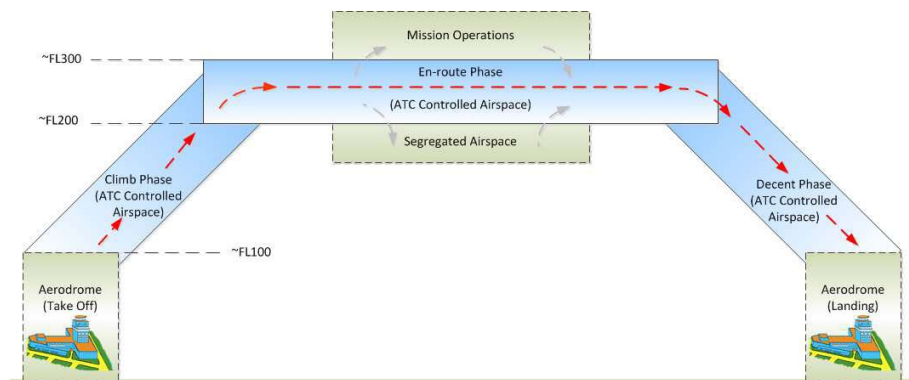 Mission Operations
~FL300
En-route Phase
(ATC Controlled Airspace)
~FL200
Segregated Airspace
Climb Phase
(ATC Controlled
Airspace)
Decent Phase
(ATC Controlled
Airspace)
~FL100
Aerodrome
(Take Off)
Aerodrome
(Landing)